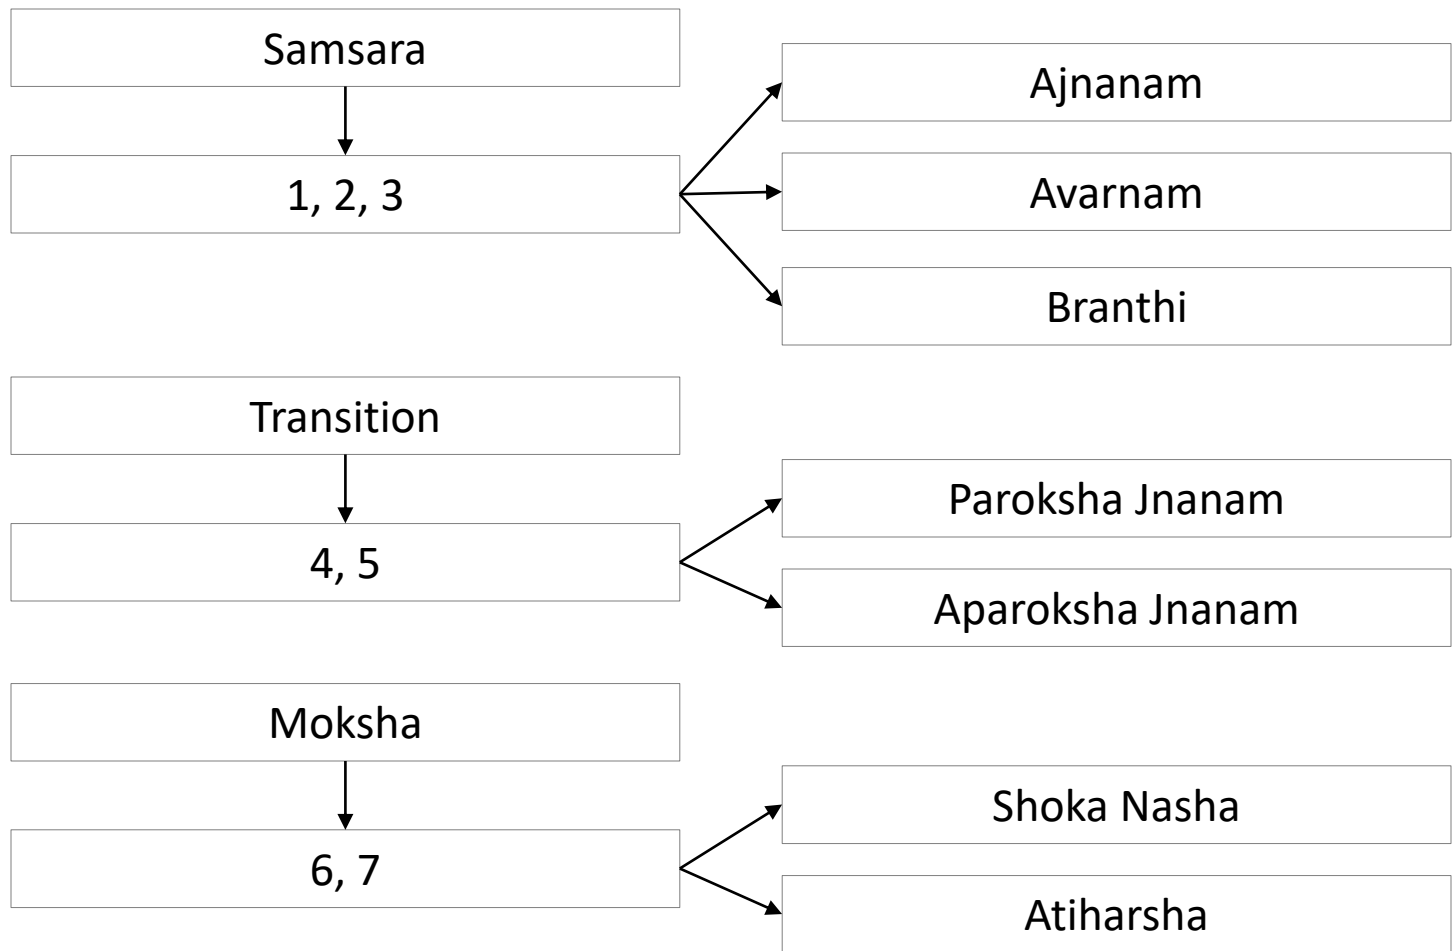 Samsara
1, 2, 3
Ajnanam
Avarnam
Branthi
Transition
4, 5
Paroksha Jnanam
Aparoksha Jnanam
Moksha
6, 7
Shoka Nasha
Atiharsha